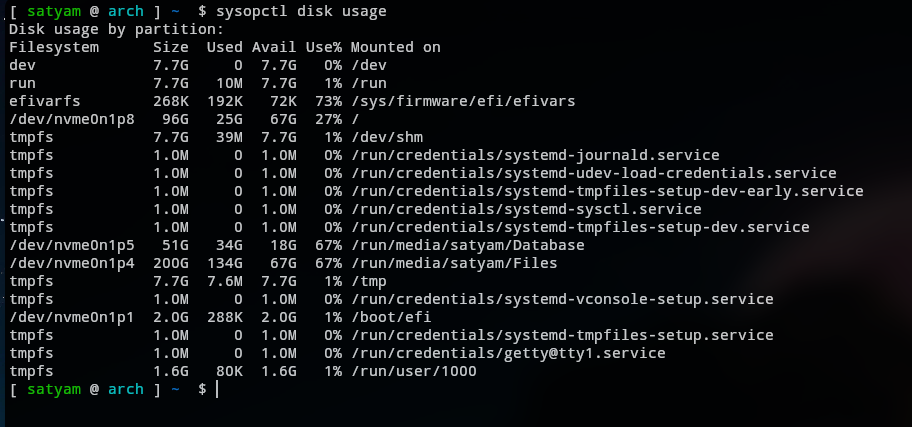 [ satyam @ arch ] ~  $ sysopctl disk usage
Disk usage by partition:
Filesystem      Size  Used Avail Use% Mounted on
dev             7.7G     0  7.7G   0% /dev
run             7.7G   10M  7.7G   1% /run
efivarfs        268K  192K   72K  73% /sys/firmware/efi/efivars
/dev/nvme0n1p8   96G   25G   67G  27% /
tmpfs           7.7G   39M  7.7G   1% /dev/shm
tmpfs           1.0M     0  1.0M   0% /run/credentials/systemd-journald.service
tmpfs           1.0M     0  1.0M   0% /run/credentials/systemd-udev-load-credentials.service
tmpfs           1.0M     0  1.0M   0% /run/credentials/systemd-tmpfiles-setup-dev-early.service
tmpfs           1.0M     0  1.0M   0% /run/credentials/systemd-sysctl.service
tmpfs           1.0M     0  1.0M   0% /run/credentials/systemd-tmpfiles-setup-dev.service
/dev/nvme0n1p5   51G   34G   18G  67% /run/media/satyam/Database
/dev/nvme0n1p4  200G  134G   67G  67% /run/media/satyam/Files
tmpfs           7.7G  7.6M  7.7G   1% /tmp
tmpfs           1.0M     0  1.0M   0% /run/credentials/systemd-vconsole-setup.service
/dev/nvme0n1p1  2.0G  288K  2.0G   1% /boot/efi
tmpfs           1.0M     0  1.0M   0% /run/credentials/systemd-tmpfiles-setup.service
tmpfs           1.0M     0  1.0M   0% /run/credentials/getty@tty1.service
tmpfs           1.6G   80K  1.6G   1% /run/user/1000
[ satyam @ arch ] ~  $